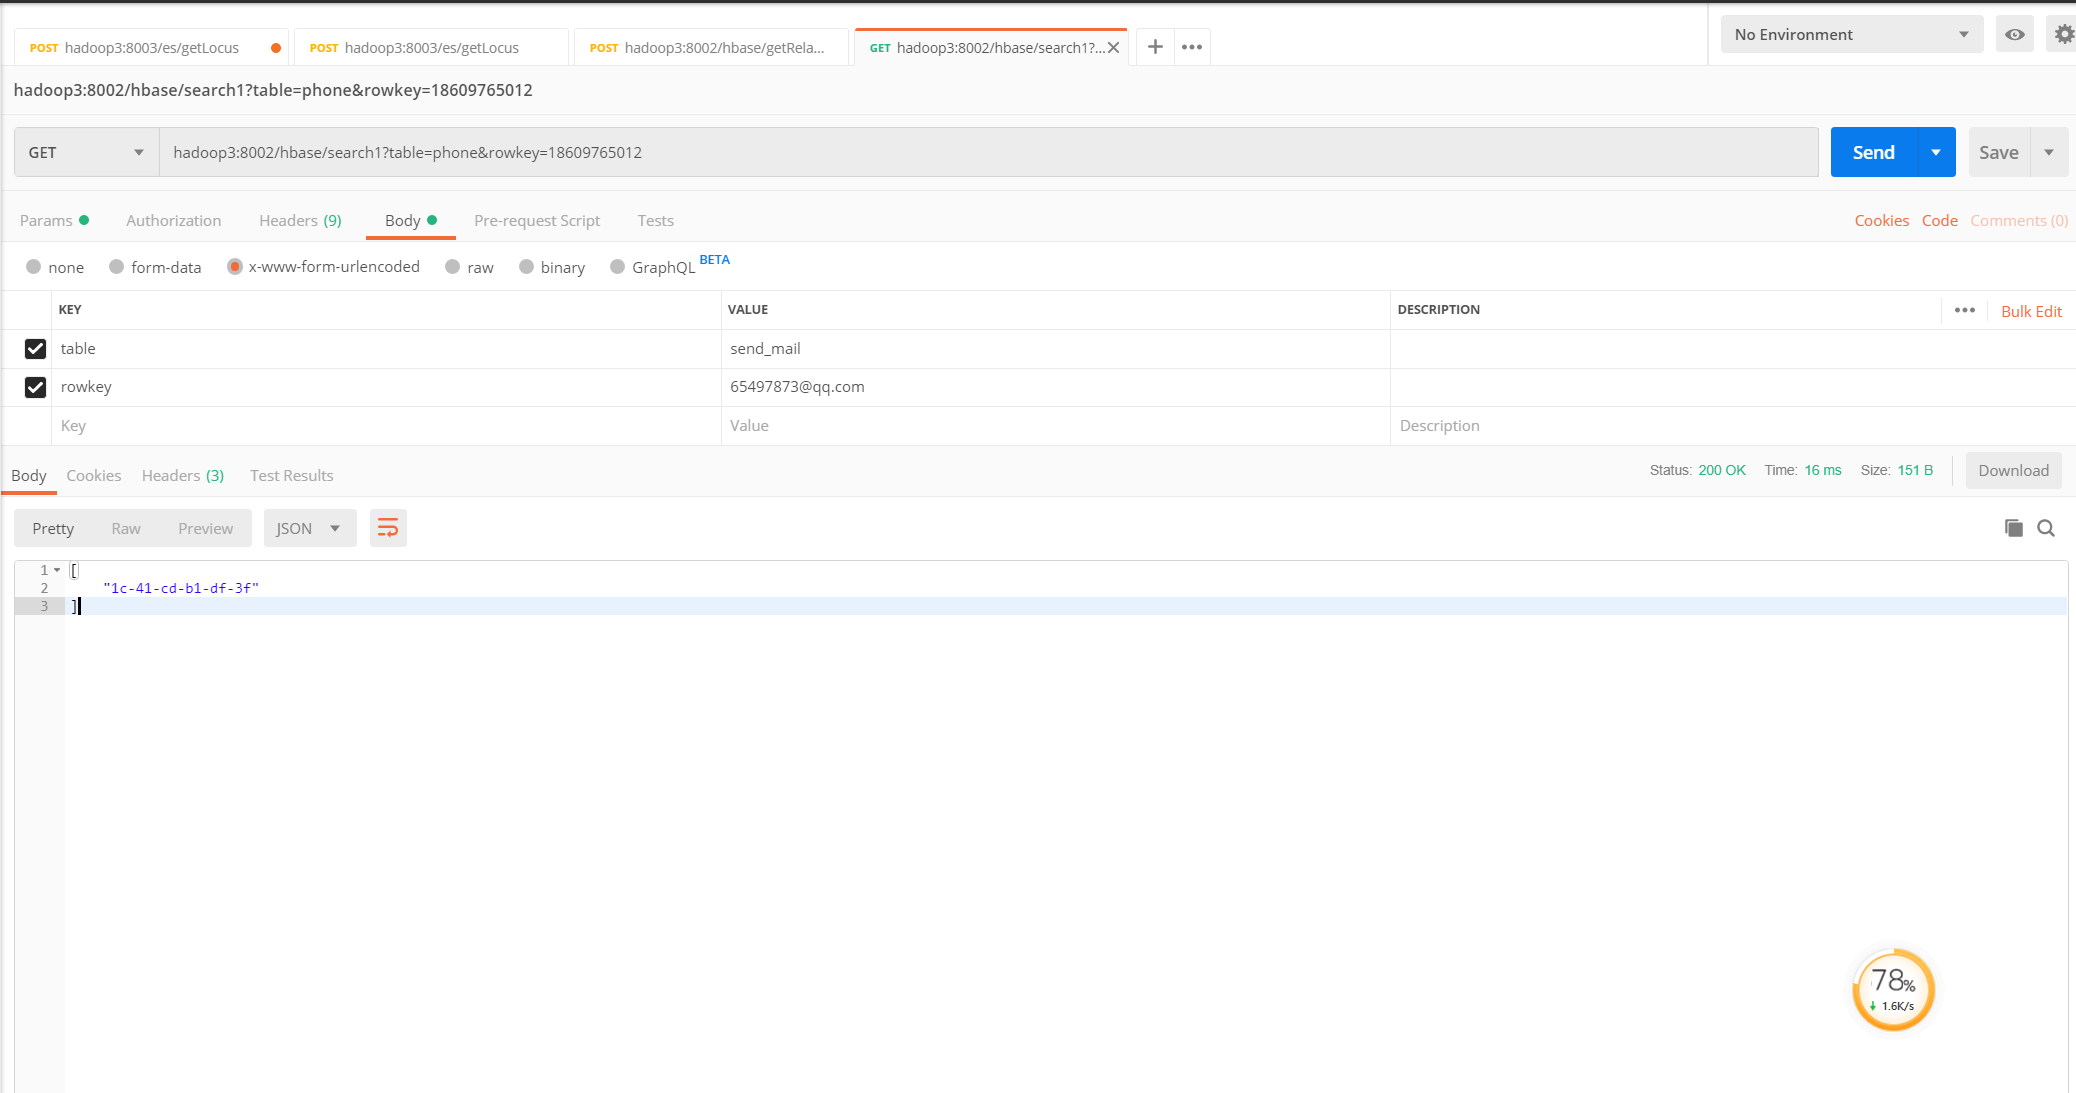 POST hadoop3:8003/es/getLocus
POST hadoop3:8003/es/getLocus
POST hadoop3:8002/hbase/getRela...
GET hadoop3:8002/hbase/search1?...
No Environment
hadoop3:8002/hbase/search1?table=phone&rowkey=18609765012
GET hadoop3:8002/hbase/search1?table=phone&rowkey=18609765012 Send Save
Params Authorization Headers (9) Body Pre-request Script Tests Cookies Code Comments (0)
none form-data x-www-form-urlencoded raw binary GraphQL BETA
KEY VALUE DESCRIPTION Bulk Edit
table send_mail
rowkey 65497873@qq.com
Key Value Description
Body Cookies Headers (3) Test Results Status: 200 OK Time: 16 ms Size: 151 B Download
Pretty Raw Preview JSON
1 [
2 "1c-41-cd-b1-df-3f"
3 ]
78%
1.6K/s